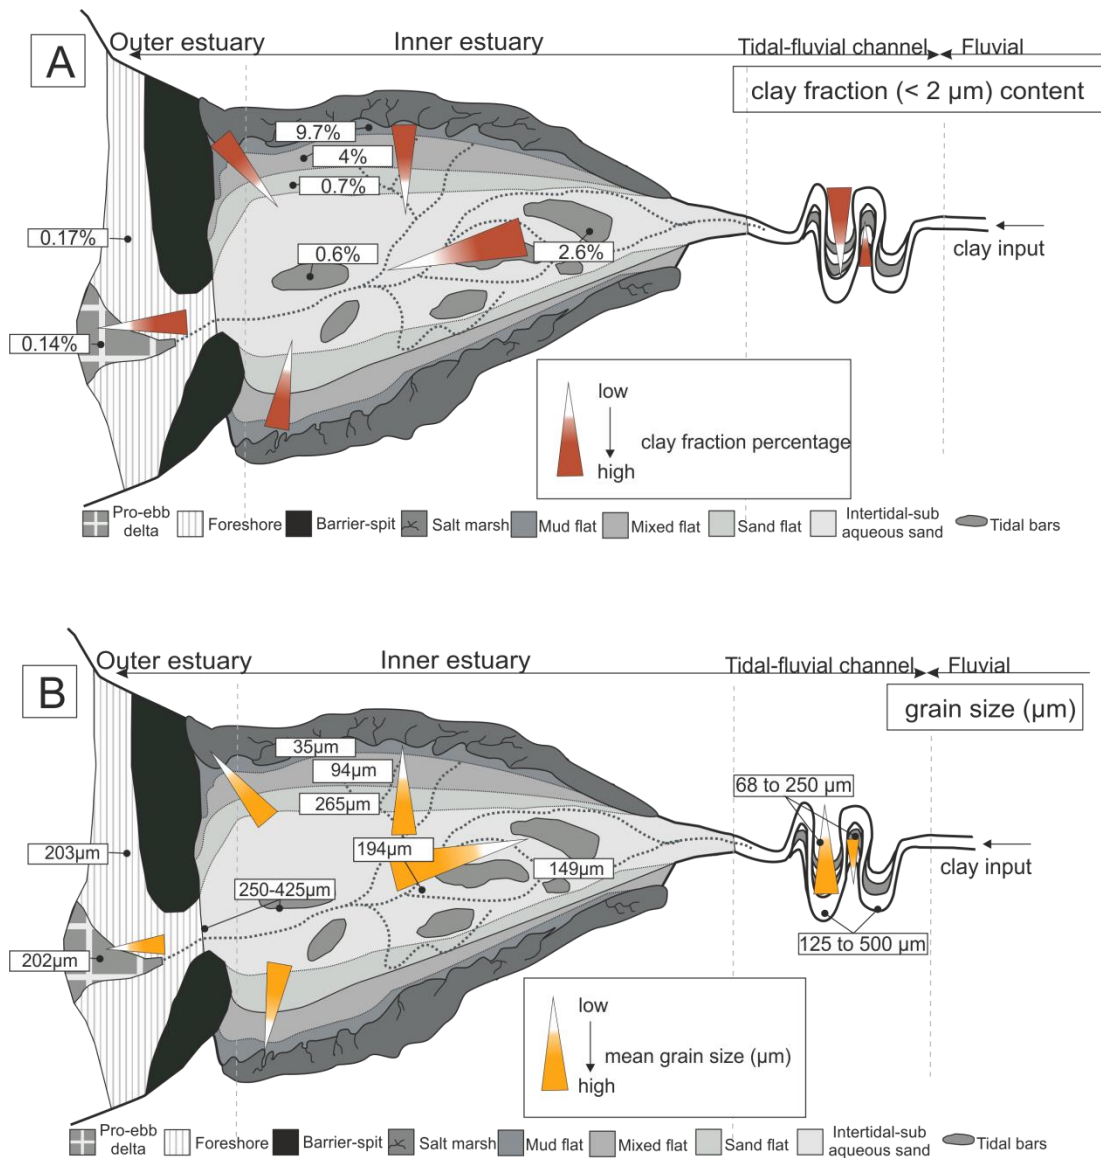 A
Outer estuary
Inner estuary
Tidal-fluvial channel
Fluvial
clay fraction (< 2 µm) content
9.7%
4%
0.7%
0.17%
0.6%
2.6%
clay input
0.14%
low
clay fraction percentage
high
Pro-ebb
delta
Foreshore
Barrier-spit
Salt marsh
Mud flat
Mixed flat
Sand flat
Intertidal-sub
aqueous sand
Tidal bars
B
Outer estuary
Inner estuary
Tidal-fluvial channel
Fluvial
grain size (µm)
35µm
94µm
265µm
68 to 250 µm
203µm
194µm
149µm
clay input
250-425µm
125 to 500 µm
202µm
low
mean grain size (µm)
high
Pro-ebb
delta
Foreshore
Barrier-spit
Salt marsh
Mud flat
Mixed flat
Sand flat
Intertidal-sub
aqueous sand
Tidal bars